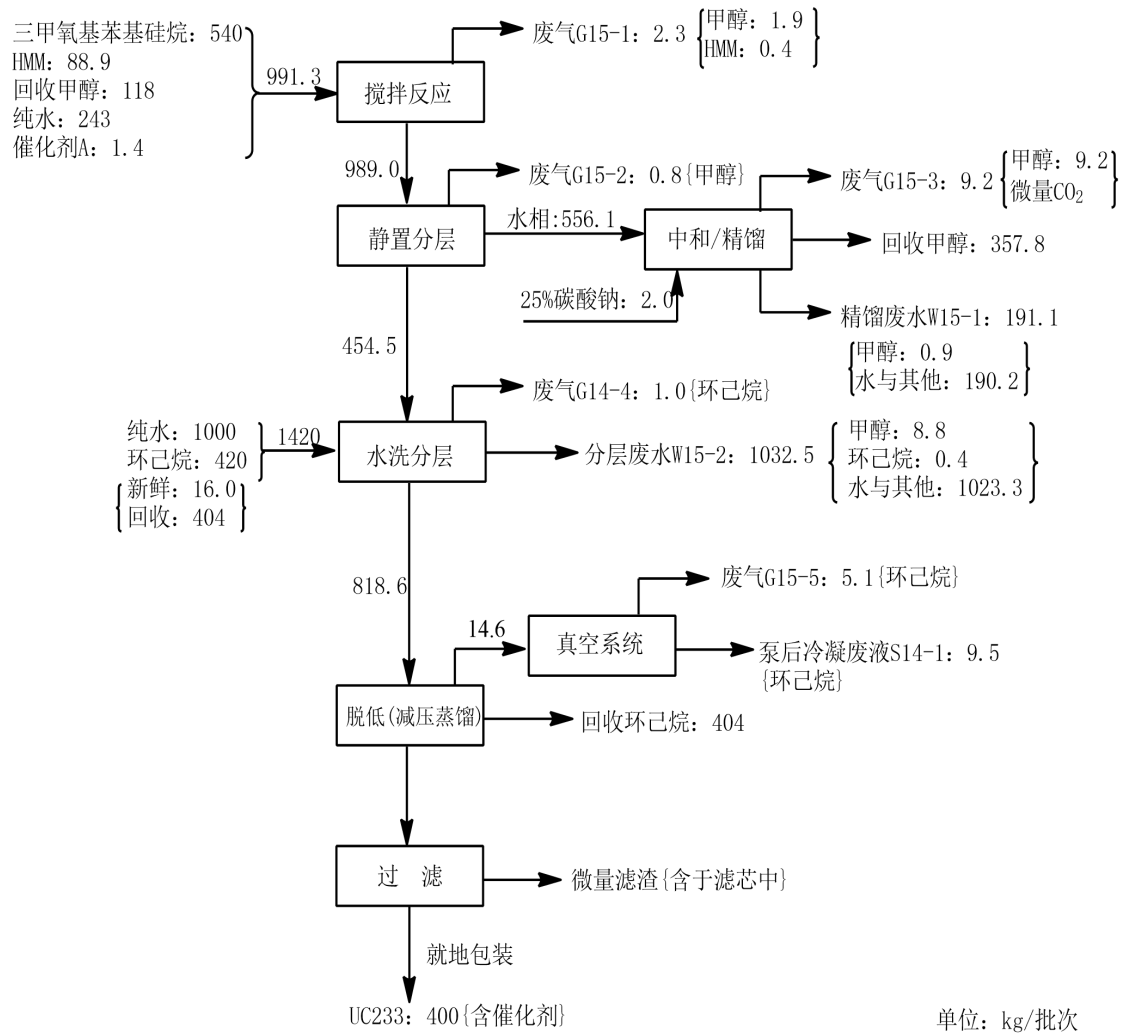 三甲氧基苯基硅烷：540
HMM：88.9
回收甲醇：118
纯水：243
催化剂A：1.4
991.3
搅拌反应
废气G15-1：2.3
甲醇：1.9
HMM：0.4
989.0
静置分层
废气G15-2：0.8{甲醇}
水相:556.1
中和/精馏
废气G15-3：9.2
甲醇：9.2
微量CO₂
回收甲醇：357.8
25%碳酸钠：2.0
精馏废水W15-1：191.1
甲醇：0.9
水与其他：190.2
454.5
废气G14-4：1.0{环己烷}
纯水：1000
环己烷：420
新鲜：16.0
回收：404
1420
水洗分层
分层废水W15-2：1032.5
甲醇：8.8
环己烷：0.4
水与其他：1023.3
818.6
14.6
真空系统
废气G15-5：5.1{环己烷}
泵后冷凝废液S14-1：9.5
{环己烷}
脱低(减压蒸馏)
回收环己烷：404
过 滤
微量滤渣{含于滤芯中}
就地包装
UC233：400{含催化剂}
单位：kg/批次